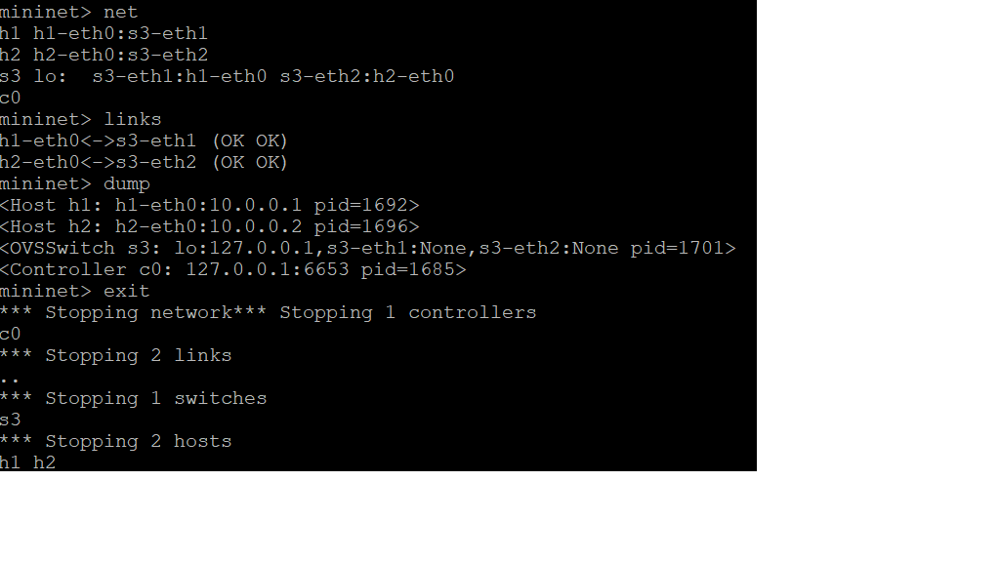 mininet> net
h1 h1-eth0:s3-eth1
h2 h2-eth0:s3-eth2
s3 lo:  s3-eth1:h1-eth0 s3-eth2:h2-eth0
c0
mininet> links
h1-eth0<->s3-eth1 (OK OK)
h2-eth0<->s3-eth2 (OK OK)
mininet> dump
<Host h1: h1-eth0:10.0.0.1 pid=1692>
<Host h2: h2-eth0:10.0.0.2 pid=1696>
<OVSSwitch s3: lo:127.0.0.1,s3-eth1:None,s3-eth2:None pid=1701>
<Controller c0: 127.0.0.1:6653 pid=1685>
mininet> exit
*** Stopping network*** Stopping 1 controllers
c0
*** Stopping 2 links
..
*** Stopping 1 switches
s3
*** Stopping 2 hosts
h1 h2